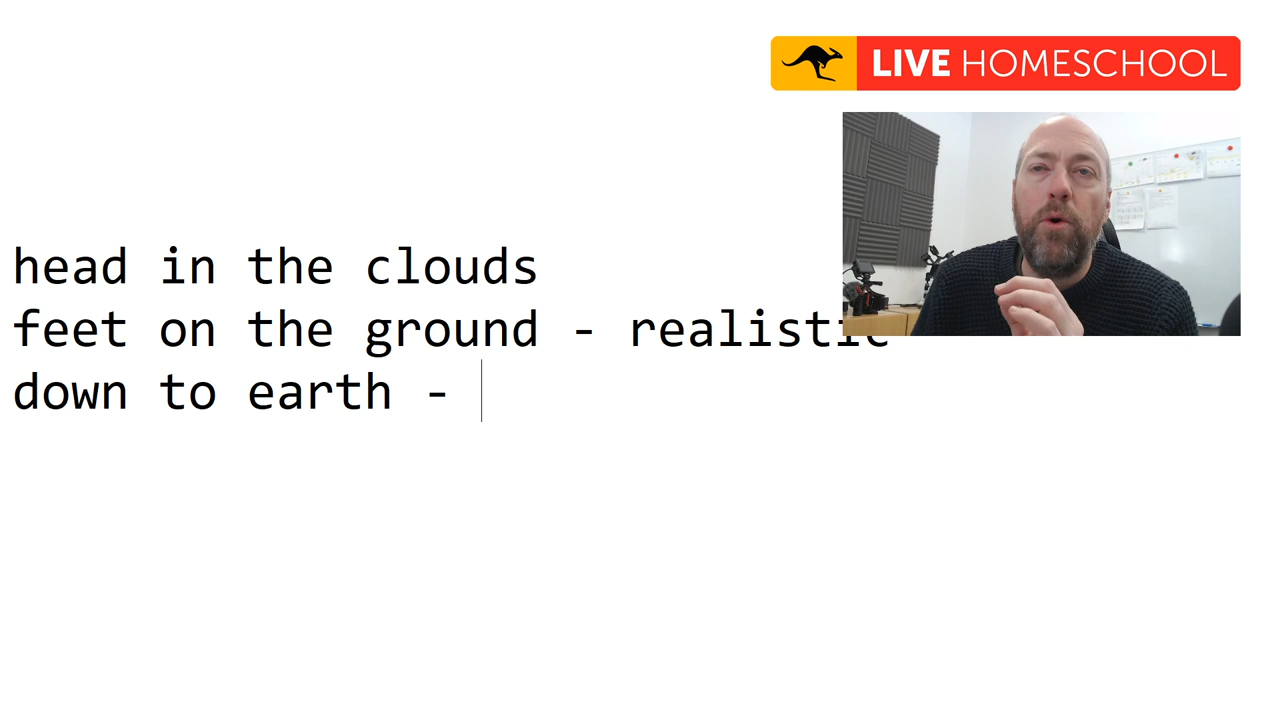 LIVE HOMESCHOOL
head in the clouds
feet on the ground - realistic
down to earth -